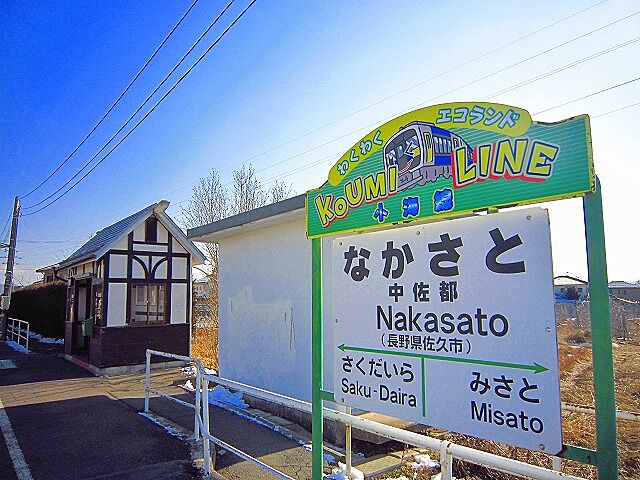 わくわく エコランド
KOUMI LINE
小海線
なかさと
中佐都
Nakasato
(長野県佐久市)
さくだいら
Saku-Daira
みさと
Misato